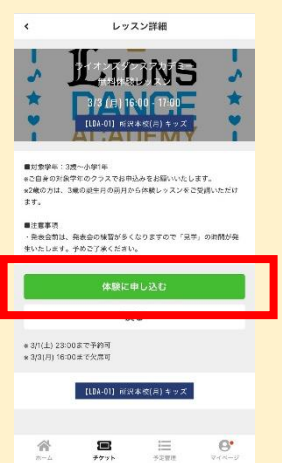 レッスン詳細
LIONS
DANCE
ACADEMY
ライオンズダンスアカデミー
無料体験レッスン
3/3 (月) 16:00 - 17:00
【LDA-01】所沢本校(月) キッズ
■対象学年：3歳〜小学1年
※ご自身の対象学年のクラスでお申込みをお願いいたします。
※2歳の方は、3歳の誕生月の前月から体験レッスンをご受講いただけ
ます。
■注意事項
・発表会前は、発表会の練習が多くなりますので「見学」の時間が発
生いたします。予めご了承ください。
体験に申し込む
※ 3/1(土) 23:00まで予約可
※ 3/3(月) 16:00まで欠席可
【LDA-01】所沢本校(月) キッズ
ホーム
チケット
予定管理
マイページ